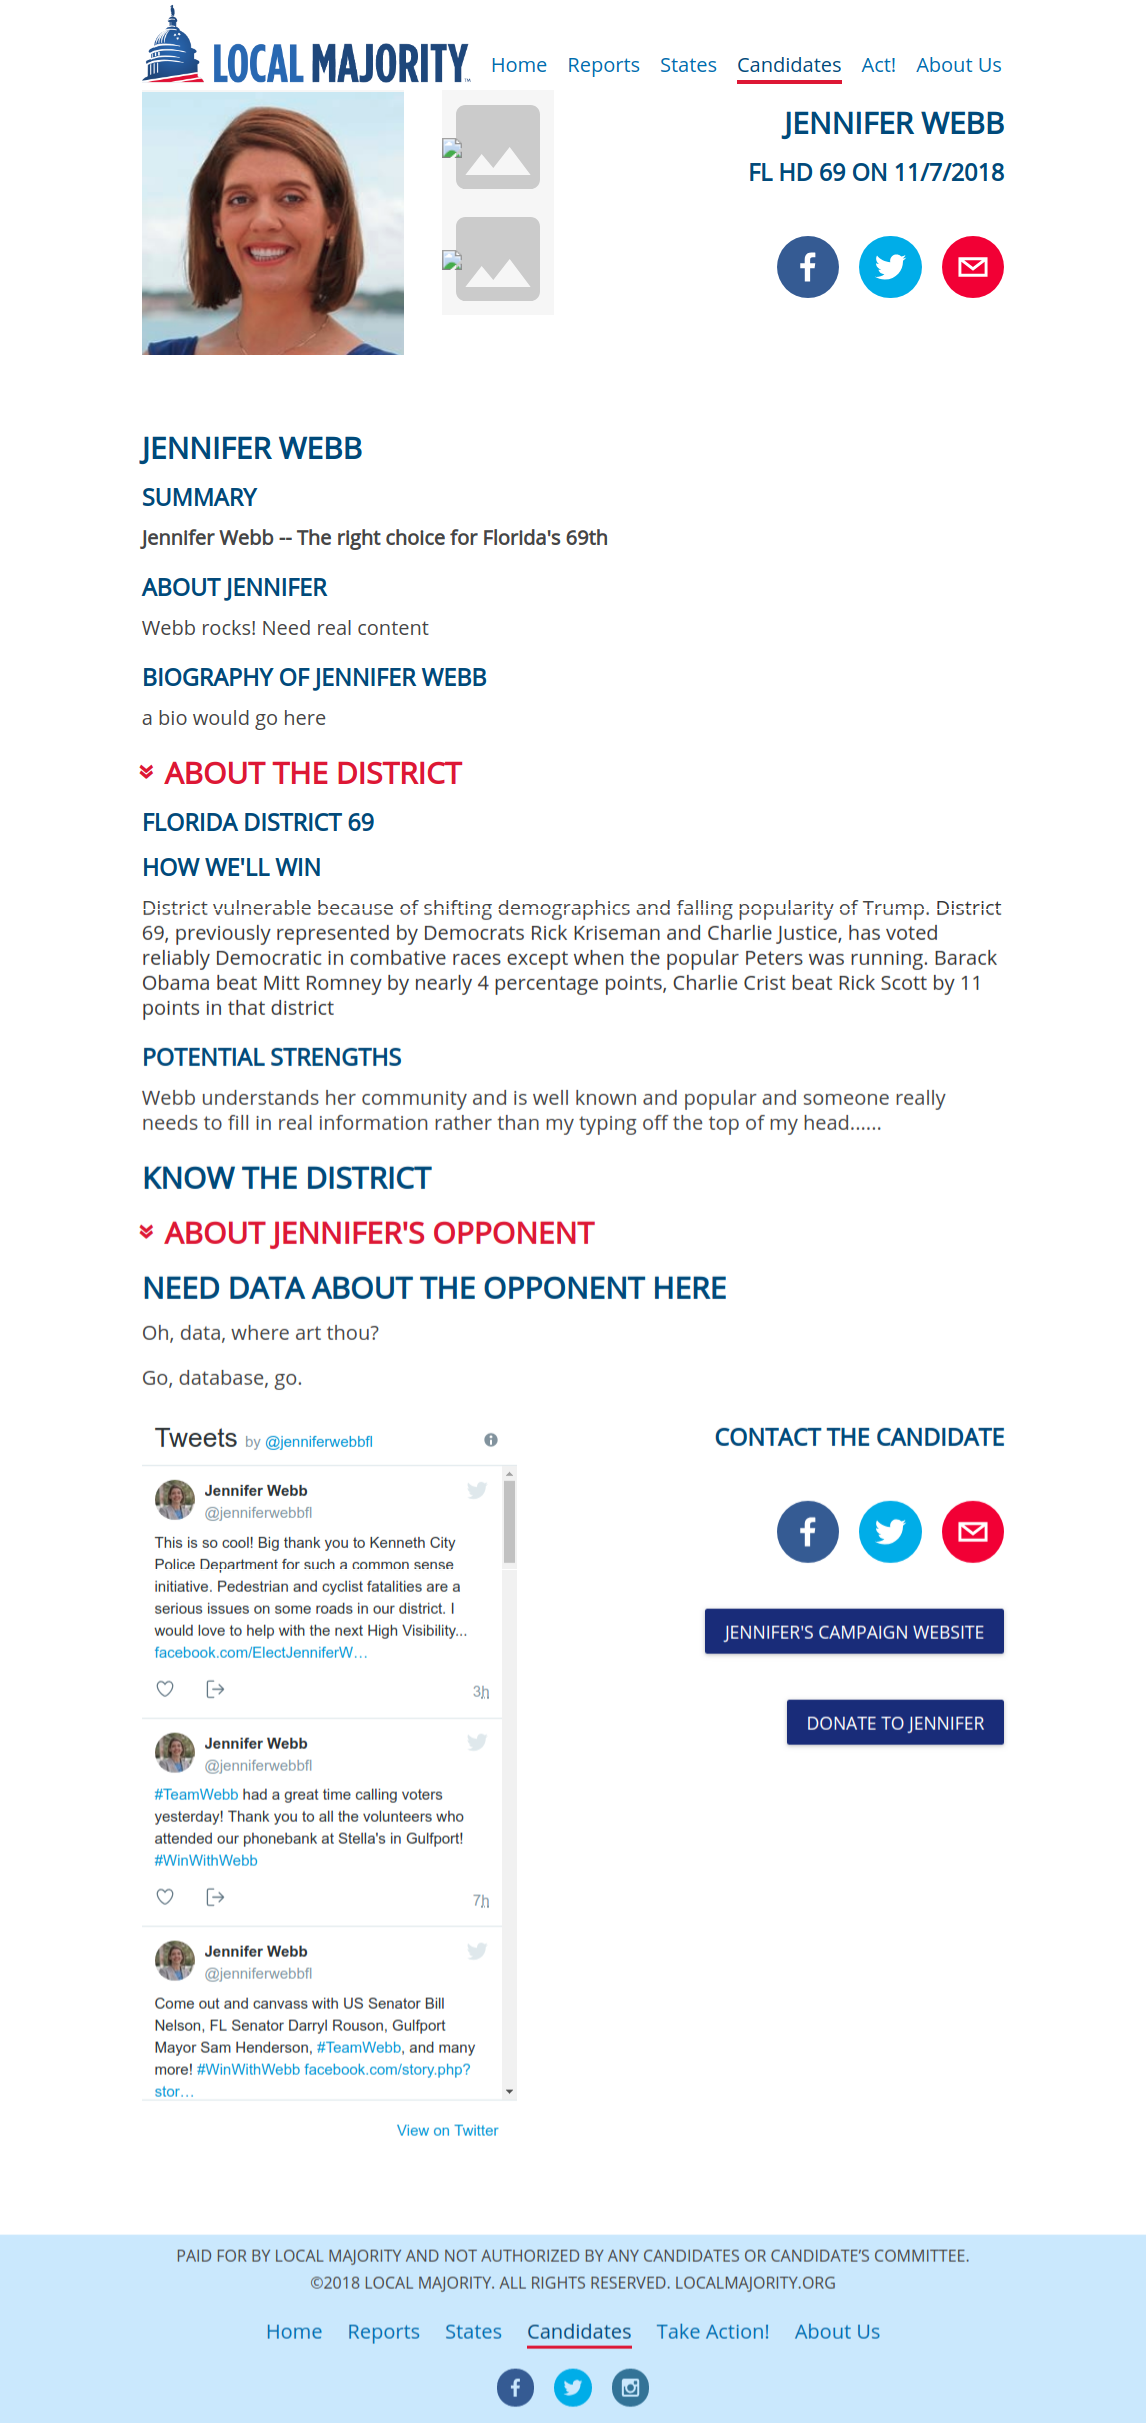 LOCAL MAJORITY™
Home Reports States Candidates Act! About Us
JENNIFER WEBB
FL HD 69 ON 11/7/2018
JENNIFER WEBB
SUMMARY
Jennifer Webb -- The right choice for Florida's 69th
ABOUT JENNIFER
Webb rocks! Need real content
BIOGRAPHY OF JENNIFER WEBB
a bio would go here
ABOUT THE DISTRICT
FLORIDA DISTRICT 69
HOW WE'LL WIN
District vulnerable because of shifting demographics and falling popularity of Trump. District
69, previously represented by Democrats Rick Kriseman and Charlie Justice, has voted
reliably Democratic in combative races except when the popular Peters was running. Barack
Obama beat Mitt Romney by nearly 4 percentage points, Charlie Crist beat Rick Scott by 11
points in that district
POTENTIAL STRENGTHS
Webb understands her community and is well known and popular and someone really
needs to fill in real information rather than my typing off the top of my head......
KNOW THE DISTRICT
ABOUT JENNIFER'S OPPONENT
NEED DATA ABOUT THE OPPONENT HERE
Oh, data, where art thou?
Go, database, go.
Tweets by @jenniferwebbfl
Jennifer Webb
@jenniferwebbfl
This is so cool! Big thank you to Kenneth City
Police Department for such a common sense
initiative. Pedestrian and cyclist fatalities are a
serious issues on some roads in our district. I
would love to help with the next High Visibility...
facebook.com/ElectJenniferW…
3h
Jennifer Webb
@jenniferwebbfl
#TeamWebb had a great time calling voters
yesterday! Thank you to all the volunteers who
attended our phonebank at Stella's in Gulfport!
#WinWithWebb
7h
Jennifer Webb
@jenniferwebbfl
Come out and canvass with US Senator Bill
Nelson, FL Senator Darryl Rouson, Gulfport
Mayor Sam Henderson, #TeamWebb, and many
more! #WinWithWebb facebook.com/story.php?
stor…
View on Twitter
CONTACT THE CANDIDATE
JENNIFER'S CAMPAIGN WEBSITE
DONATE TO JENNIFER
PAID FOR BY LOCAL MAJORITY AND NOT AUTHORIZED BY ANY CANDIDATES OR CANDIDATE’S COMMITTEE.
©2018 LOCAL MAJORITY. ALL RIGHTS RESERVED. LOCALMAJORITY.ORG
Home Reports States Candidates Take Action! About Us